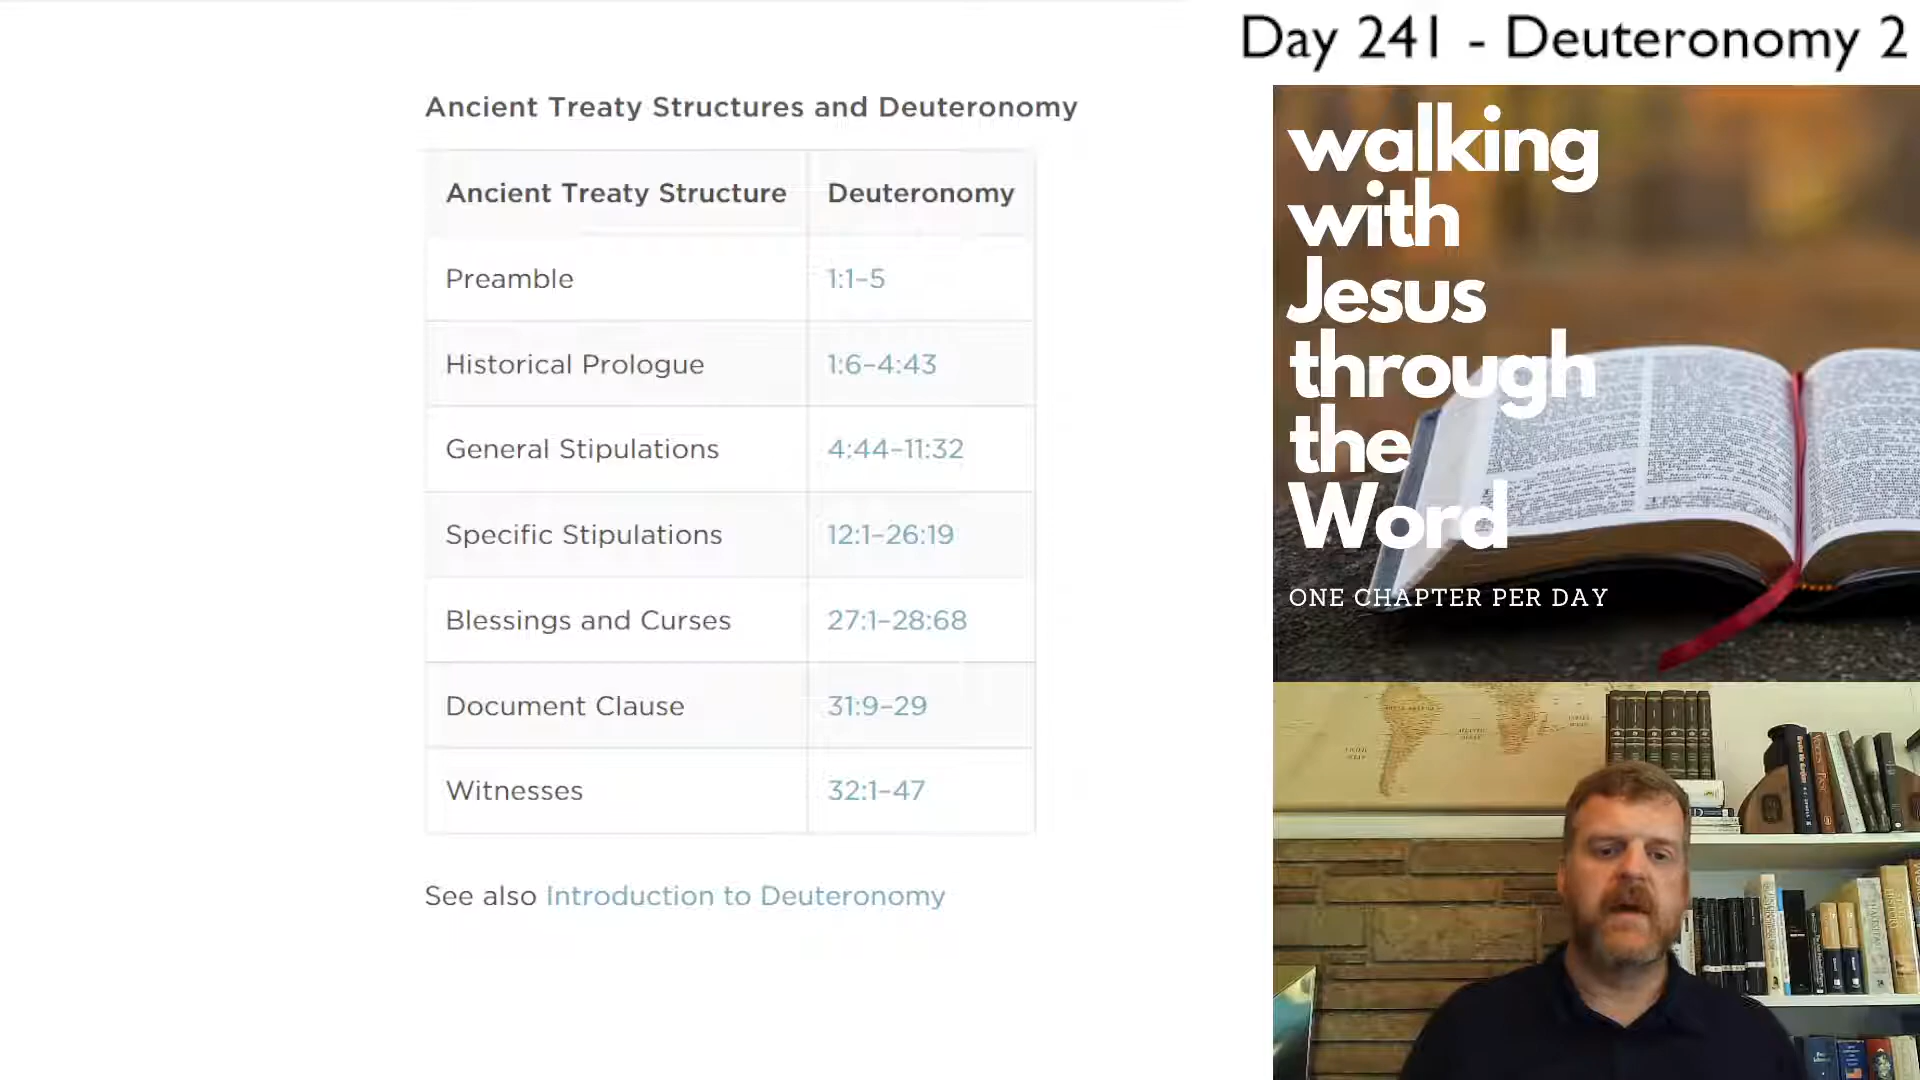 Day 241 - Deuteronomy 2
Ancient Treaty Structures and Deuteronomy
Ancient Treaty Structure Deuteronomy
Preamble 1:1–5
Historical Prologue 1:6–4:43
General Stipulations 4:44–11:32
Specific Stipulations 12:1–26:19
Blessings and Curses 27:1–28:68
Document Clause 31:9–29
Witnesses 32:1–47
See also Introduction to Deuteronomy
walking
with
Jesus
through
the
Word
ONE CHAPTER PER DAY